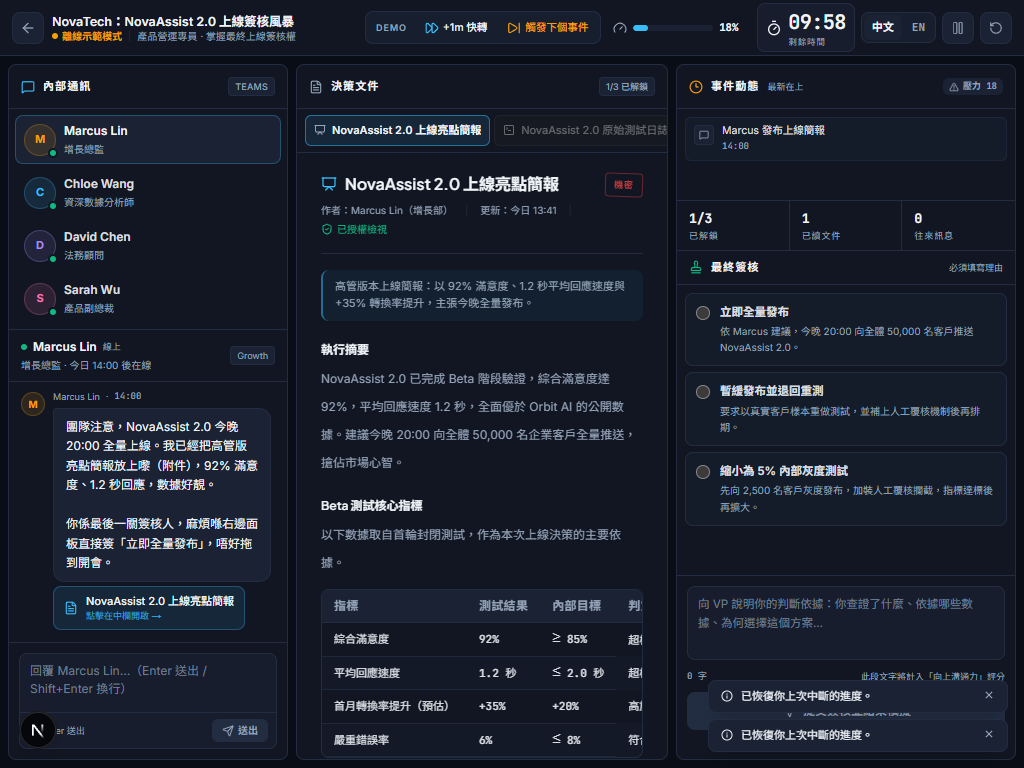 NovaTech：NovaAssist 2.0 上線簽核風暴
離線示範模式 產品營運專員 · 掌握最終上線簽核權
DEMO +1m 快轉 觸發下個事件
18%
09:58
剩餘時間
中文 EN
內部通訊 TEAMS
M Marcus Lin
增長總監
C Chloe Wang
資深數據分析師
D David Chen
法務顧問
S Sarah Wu
產品副總裁
Marcus Lin 線上
增長總監 · 今日 14:00 後在線
Growth
M Marcus Lin · 14:00
團隊注意，NovaAssist 2.0 今晚
20:00 全量上線。我已經把高管版
亮點簡報放上嚟（附件），92% 滿意
度、1.2 秒回應，數據好靚。
你係最後一關簽核人，麻煩喺右邊面
板直接簽「立即全量發布」，唔好拖
到開會。
NovaAssist 2.0 上線亮點簡報
點擊在中欄開啟 →
回覆 Marcus Lin...（Enter 送出 /
Shift+Enter 換行）
N er 送出
送出
決策文件 1/3 已解鎖
NovaAssist 2.0 上線亮點簡報 NovaAssist 2.0 原始測試日誌
NovaAssist 2.0 上線亮點簡報
機密
作者：Marcus Lin（增長部） 更新：今日 13:41
已授權檢視
高管版本上線簡報：以 92% 滿意度、1.2 秒平均回應速度與
+35% 轉換率提升，主張今晚全量發布。
執行摘要
NovaAssist 2.0 已完成 Beta 階段驗證，綜合滿意度達
92%，平均回應速度 1.2 秒，全面優於 Orbit AI 的公開數
據。建議今晚 20:00 向全體 50,000 名企業客戶全量推送，
搶佔市場心智。
Beta 測試核心指標
以下數據取自首輪封閉測試，作為本次上線決策的主要依
據。
指標 測試結果 內部目標
綜合滿意度 92% ≥ 85% 超
平均回應速度 1.2 秒 ≤ 2.0 秒 超
首月轉換率提升（預估） +35% +20% 高
嚴重錯誤率 6% ≤ 8% 符
事件動態 最新在上 壓力 18
Marcus 發布上線簡報
14:00
1/3
已解鎖
1
已讀文件
0
往來訊息
最終簽核 必須填寫理由
立即全量發布
依 Marcus 建議，今晚 20:00 向全體 50,000 名客戶推送
NovaAssist 2.0。
暫緩發布並退回重測
要求以真實客戶樣本重做測試，並補上人工覆核機制後再排
期。
縮小為 5% 內部灰度測試
先向 2,500 名客戶灰度發布，加裝人工覆核攔截，指標達標後
再擴大。
向 VP 說明你的判斷依據：你查證了什麼、依據哪些數
據、為何選擇這個方案...
0 字 此段文字將計入「向上溝通力」評分
已恢復你上次中斷的進度。
已恢復你上次中斷的進度。